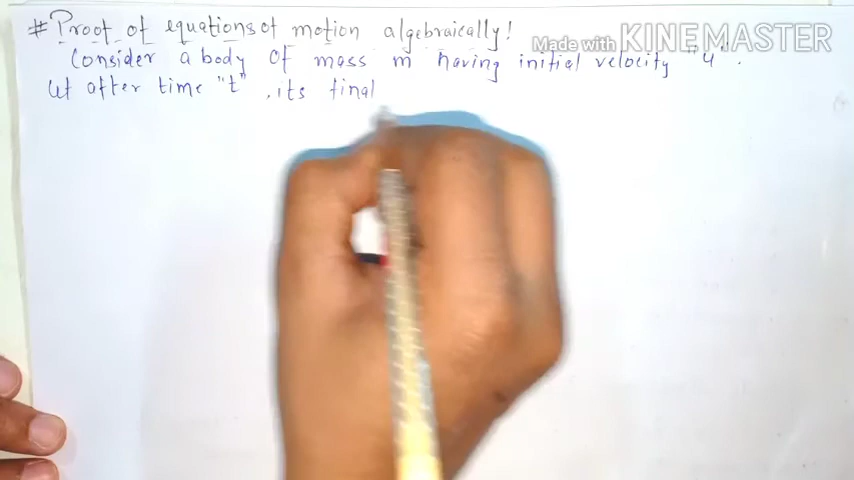 # Proof of equations of motion algebraically!
Made with KINEMASTER
Consider a body of mass m having initial velocity "u".
Let after time "t", its final